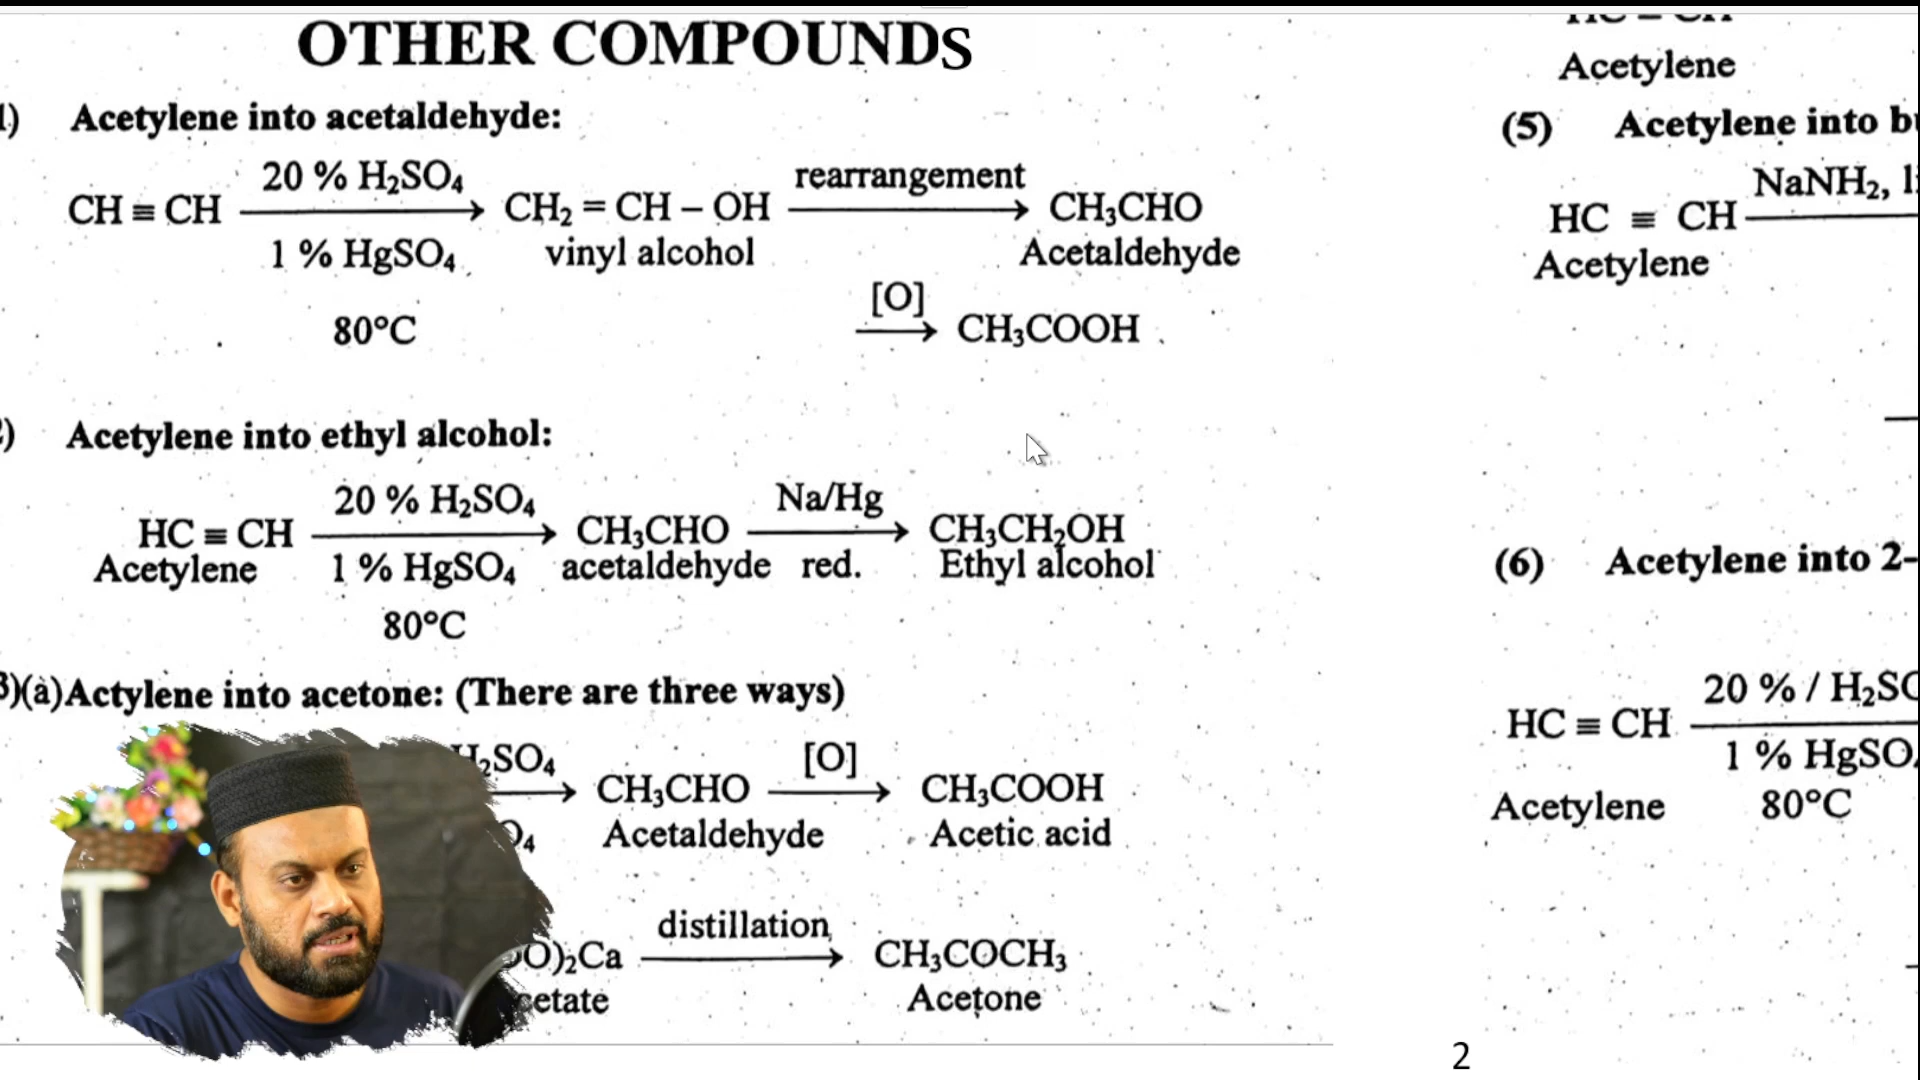 OTHER COMPOUNDS
1) Acetylene into acetaldehyde:
CH ≡ CH 20 % H₂SO₄ 1 % HgSO₄ 80°C → CH₂ = CH – OH rearrangement → CH₃CHO
vinyl alcohol Acetaldehyde
[O] → CH₃COOH
Acetylene into ethyl alcohol:
HC ≡ CH 20 % H₂SO₄ 1 % HgSO₄ 80°C → CH₃CHO Na/Hg red. → CH₃CH₂OH
Acetylene acetaldehyde Ethyl alcohol
3)(a)Actylene into acetone: (There are three ways)
H₂SO₄ → CH₃CHO [O] → CH₃COOH
Acetaldehyde Acetic acid
O)₂Ca distillation → CH₃COCH₃
cetate Acetone
Acetylene
(5) Acetylene into b
HC ≡ CH NaNH₂,
Acetylene
(6) Acetylene into 2-
HC ≡ CH 20 % / H₂SO 1 % HgSO 80°C
Acetylene
2